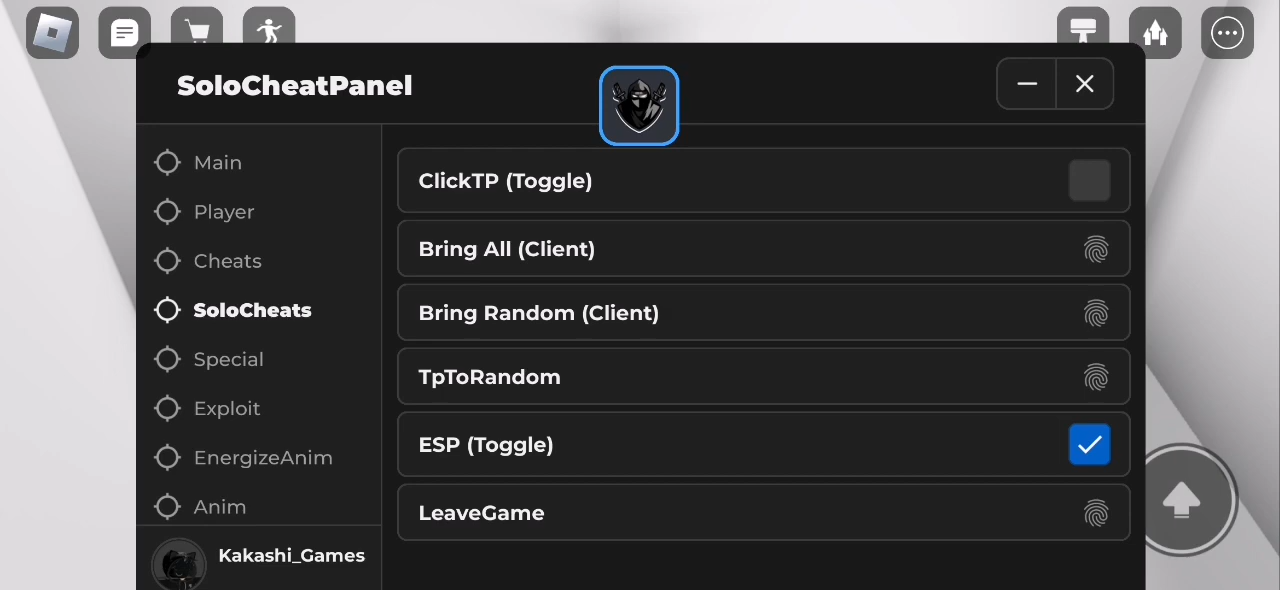 SoloCheatPanel
Main
Player
Cheats
SoloCheats
Special
Exploit
EnergizeAnim
Anim
Kakashi_Games
ClickTP (Toggle)
Bring All (Client)
Bring Random (Client)
TpToRandom
ESP (Toggle)
LeaveGame